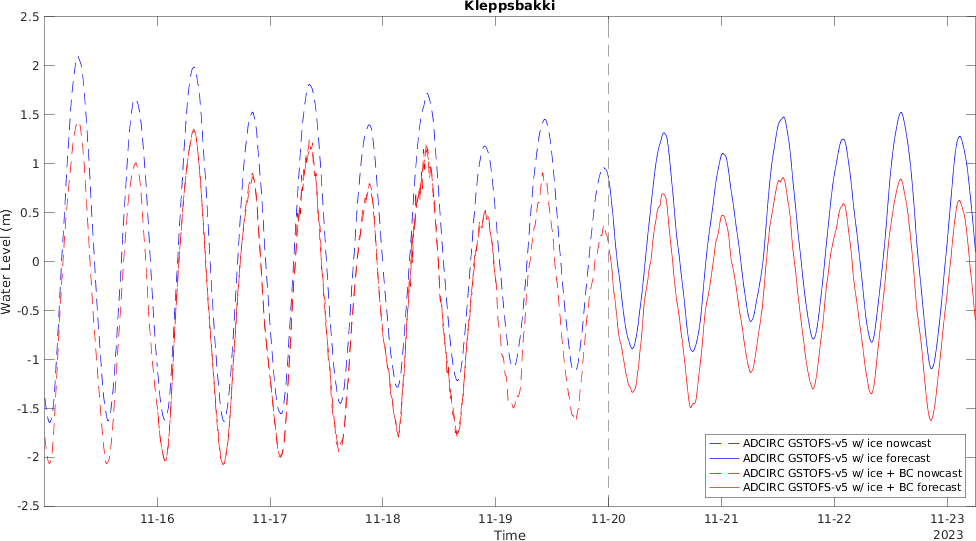 Kleppsbakki
2.5
2
1.5
1
0.5
0
-0.5
-1
-1.5
-2
-2.5
Water Level (m)
ADCIRC GSTOFS-v5 w/ ice nowcast
ADCIRC GSTOFS-v5 w/ ice forecast
ADCIRC GSTOFS-v5 w/ ice + BC nowcast
ADCIRC GSTOFS-v5 w/ ice + BC forecast
11-16 11-17 11-18 11-19 11-20 11-21 11-22 11-23
Time 2023